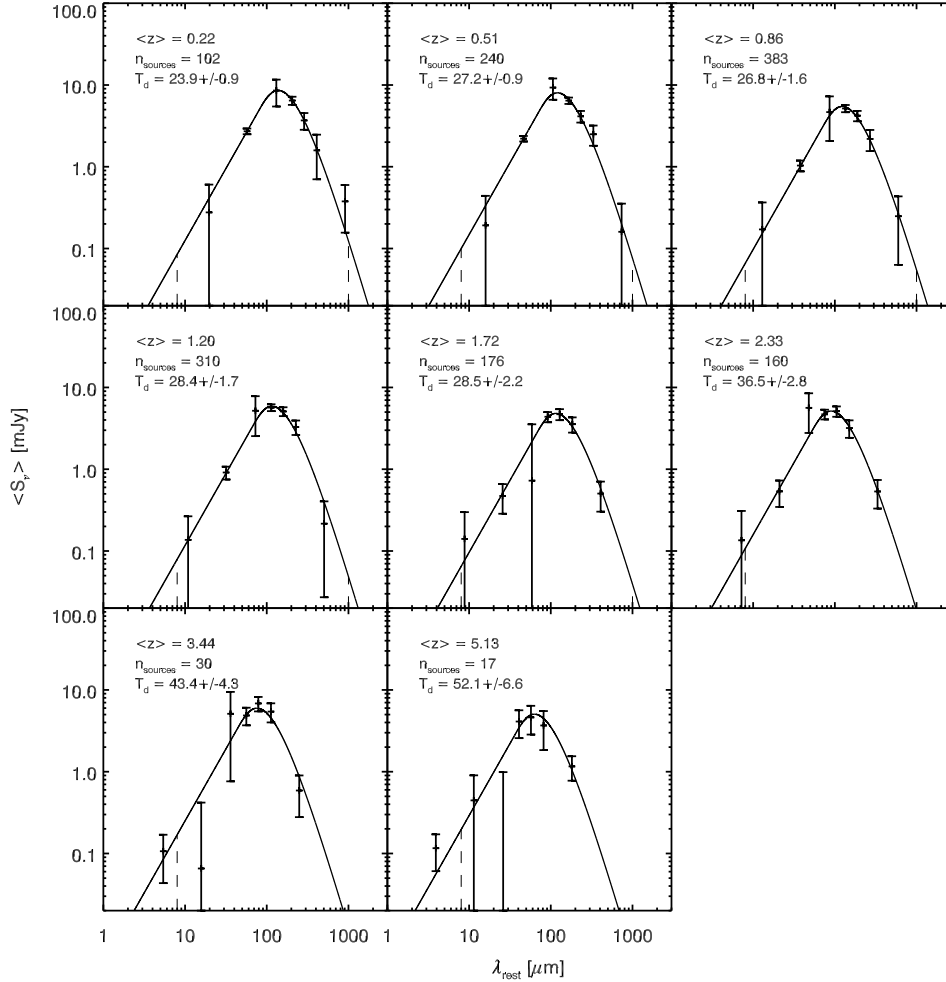 100.0
10.0
1.0
0.1
<z> = 0.22
n_sources = 102
T_d = 23.9+/-0.9
<z> = 0.51
n_sources = 240
T_d = 27.2+/-0.9
<z> = 0.86
n_sources = 383
T_d = 26.8+/-1.6
100.0
10.0
1.0
0.1
<z> = 1.20
n_sources = 310
T_d = 28.4+/-1.7
<z> = 1.72
n_sources = 176
T_d = 28.5+/-2.2
<z> = 2.33
n_sources = 160
T_d = 36.5+/-2.8
<S_ν> [mJy]
100.0
10.0
1.0
0.1
<z> = 3.44
n_sources = 30
T_d = 43.4+/-4.3
<z> = 5.13
n_sources = 17
T_d = 52.1+/-6.6
1 10 100 1000 1 10 100 1000
λ_rest [μm]